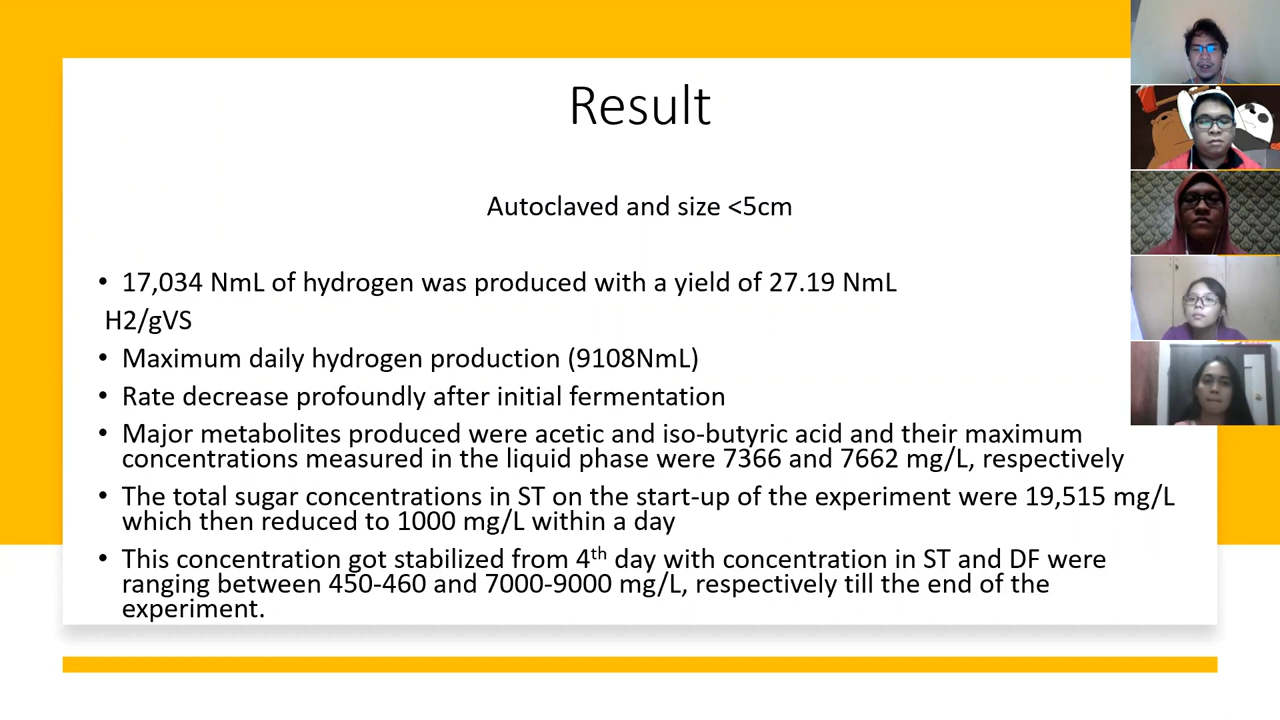 Result
Autoclaved and size <5cm
• 17,034 NmL of hydrogen was produced with a yield of 27.19 NmL
H2/gVS
• Maximum daily hydrogen production (9108NmL)
• Rate decrease profoundly after initial fermentation
• Major metabolites produced were acetic and iso-butyric acid and their maximum
concentrations measured in the liquid phase were 7366 and 7662 mg/L, respectively
• The total sugar concentrations in ST on the start-up of the experiment were 19,515 mg/L
which then reduced to 1000 mg/L within a day
• This concentration got stabilized from 4th day with concentration in ST and DF were
ranging between 450-460 and 7000-9000 mg/L, respectively till the end of the
experiment.